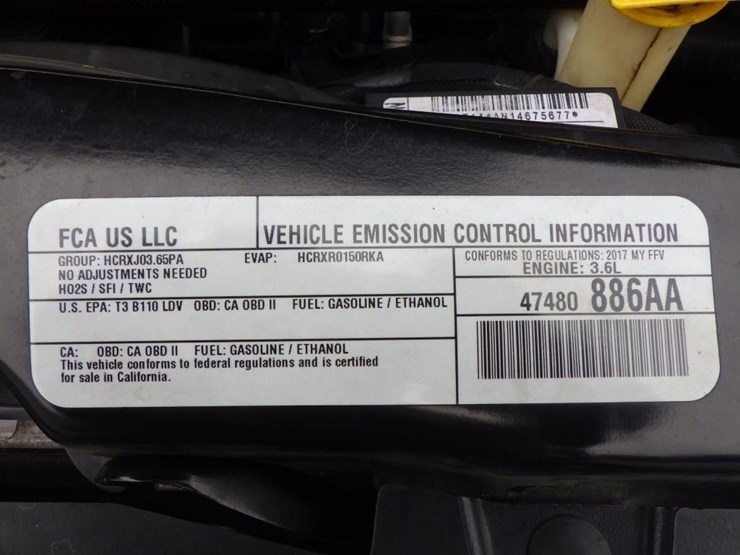 14675677*
FCA US LLC
VEHICLE EMISSION CONTROL INFORMATION
GROUP: HCRXJ03.65PA EVAP: HCRXR0150RKA
NO ADJUSTMENTS NEEDED
HO2S / SFI / TWC
CONFORMS TO REGULATIONS: 2017 MY FFV
ENGINE: 3.6L
U.S. EPA: T3 B110 LDV OBD: CA OBD II FUEL: GASOLINE / ETHANOL
47480 886AA
CA: OBD: CA OBD II FUEL: GASOLINE / ETHANOL
This vehicle conforms to federal regulations and is certified
for sale in California.